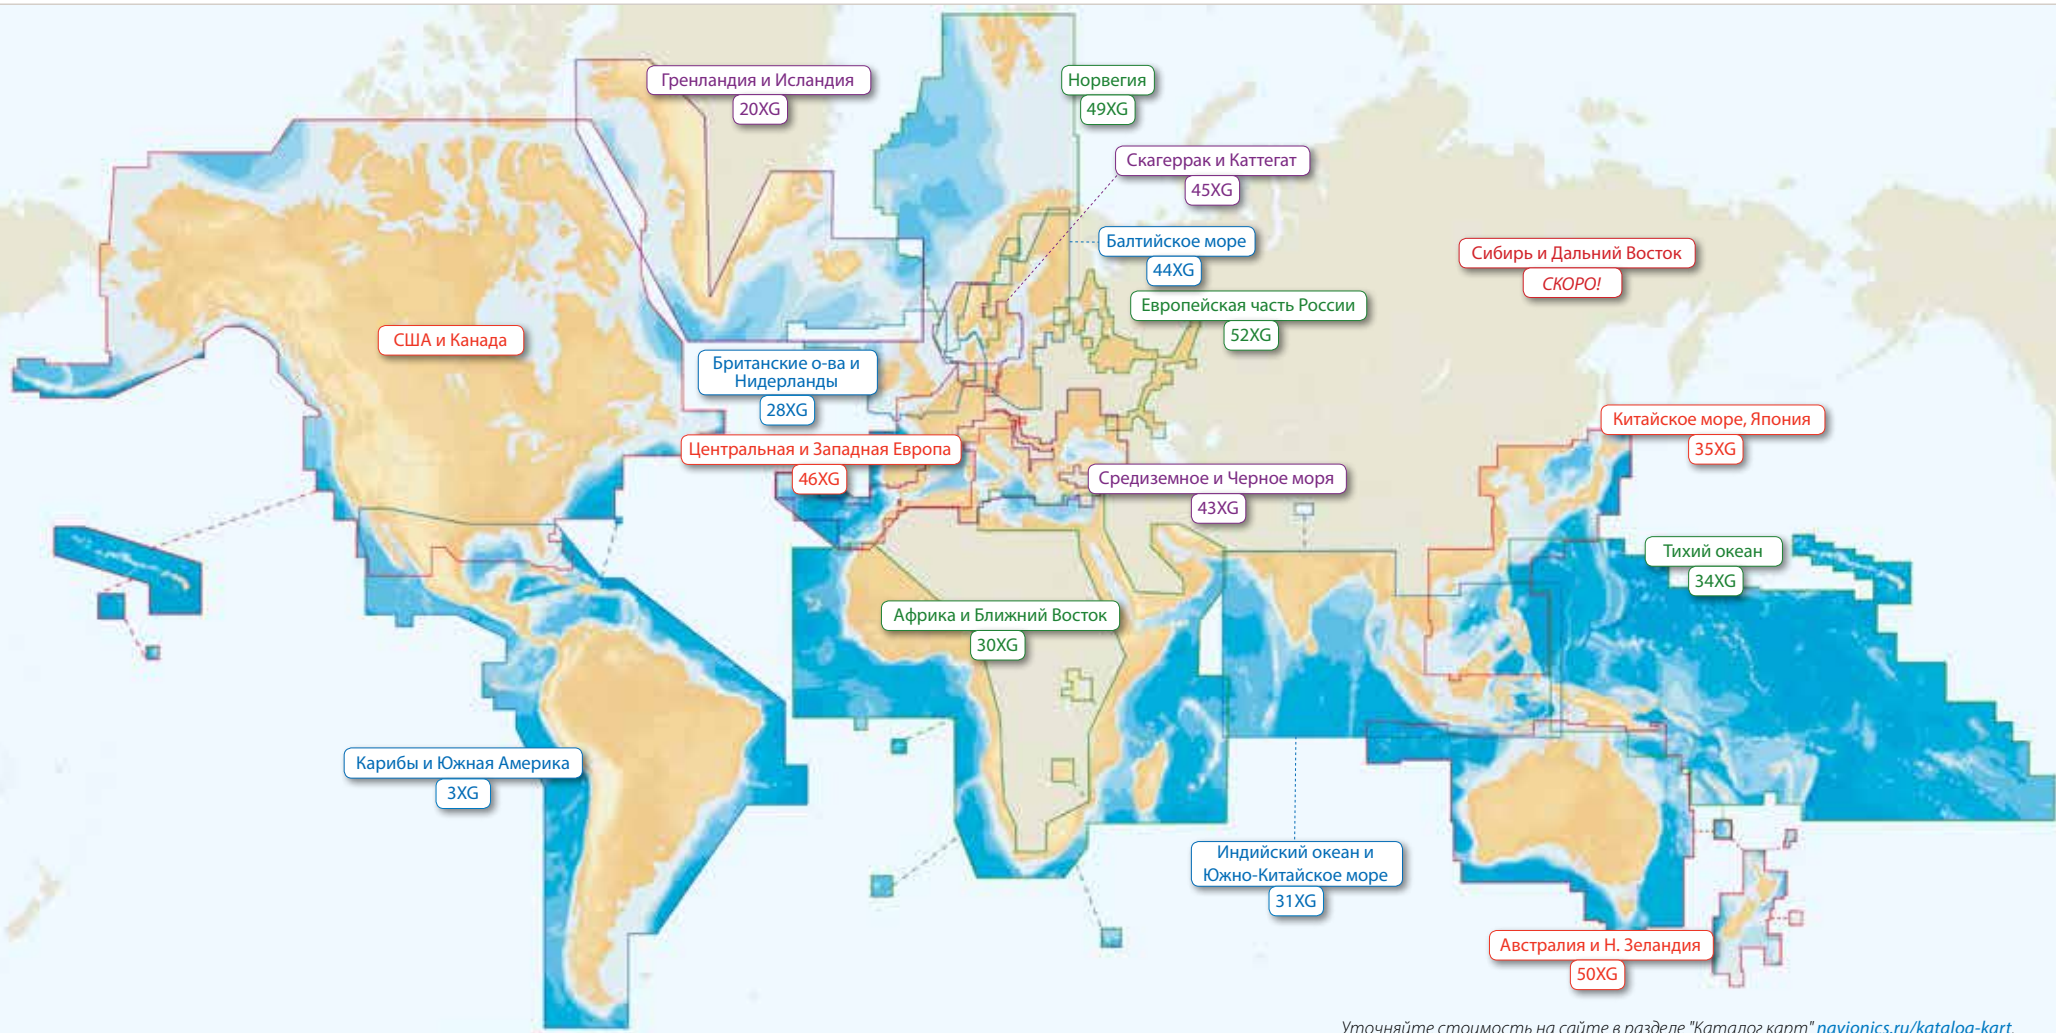 Гренландия и Исландия
20XG
Норвегия
49XG
Скагеррак и Каттегат
45XG
Балтийское море
44XG
Сибирь и Дальний Восток
СКОРО!
Европейская часть России
52XG
США и Канада
Британские о-ва и
Нидерланды
28XG
Китайское море, Япония
35XG
Центральная и Западная Европа
46XG
Средиземное и Черное моря
43XG
Тихий океан
34XG
Африка и Ближний Восток
30XG
Карибы и Южная Америка
3XG
Индийский океан и
Южно-Китайское море
31XG
Австралия и Н. Зеландия
50XG
Уточняйте стоимость на сайте в разделе "Каталог карт" navionics.ru/katalog-kart.